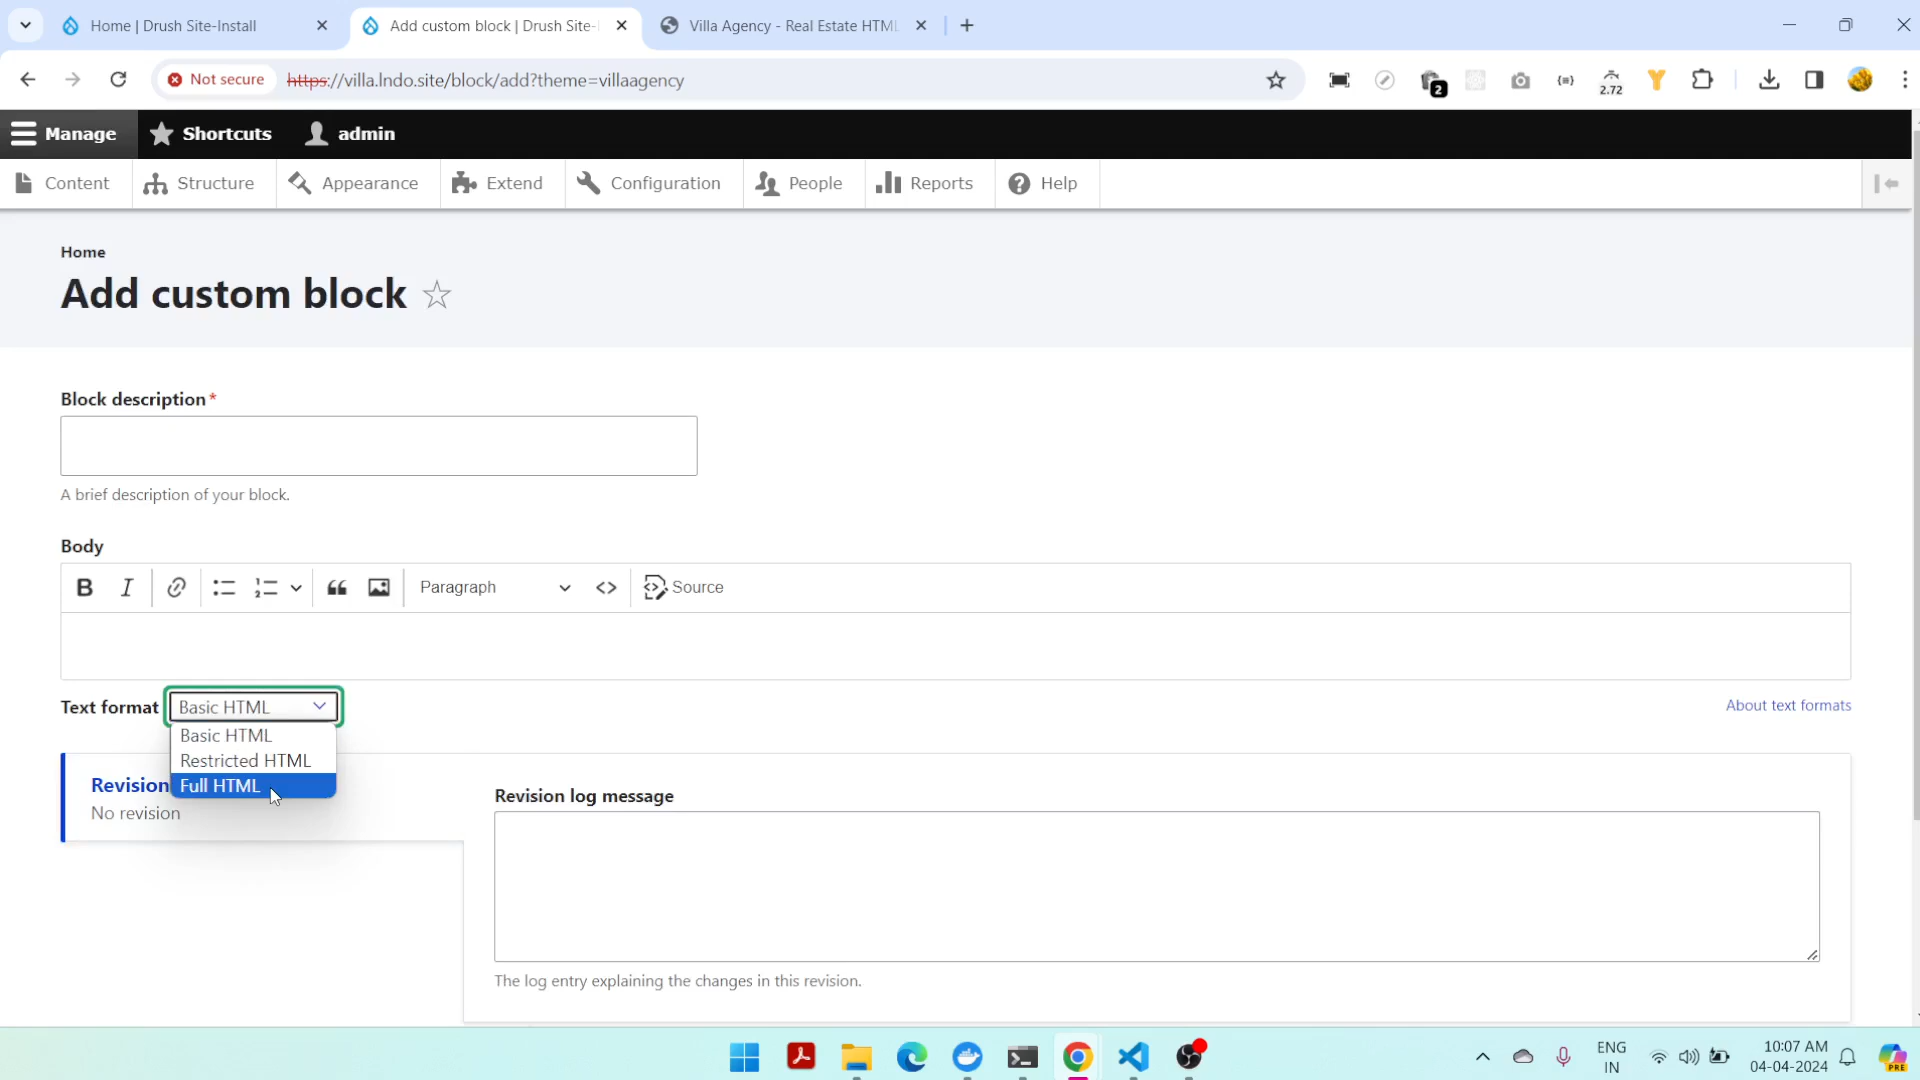 Home | Drush Site-Install
Add custom block | Drush Site-I
Villa Agency - Real Estate HTML
Not secure
https://villa.lndo.site/block/add?theme=villaagency
2
2.72
Manage
Shortcuts
admin
Content
Structure
Appearance
Extend
Configuration
People
Reports
Help
Home
Add custom block
Block description*
A brief description of your block.
Body
B I
Paragraph
Source
Text format
Basic HTML
About text formats
Basic HTML
Restricted HTML
Full HTML
Revision
No revision
Revision log message
The log entry explaining the changes in this revision.
ENG
IN
10:07 AM
04-04-2024
PRE